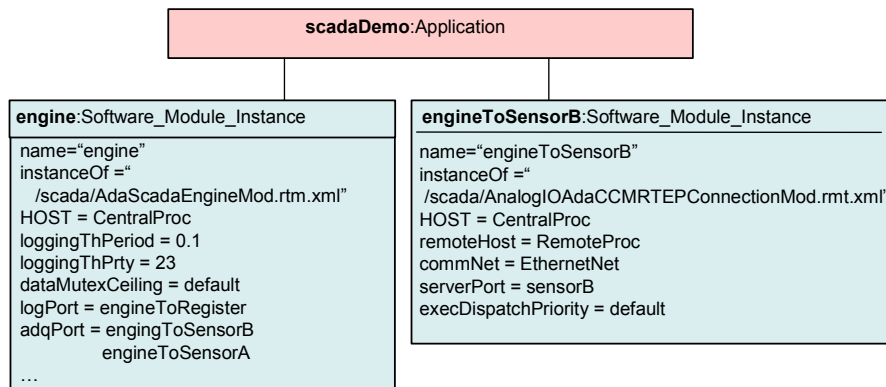 scadaDemo:Application
engine:Software_Module_Instance
name=“engine”
instanceOf =“
/scada/AdaScadaEngineMod.rtm.xml”
HOST = CentralProc
loggingThPeriod = 0.1
loggingThPrty = 23
dataMutexCeiling = default
logPort = engineToRegister
adqPort = engingToSensorB
engineToSensorA
…
engineToSensorB:Software_Module_Instance
name=“engineToSensorB”
instanceOf =“
/scada/AnalogIOAdaCCMRTEPConnectionMod.rmt.xml”
HOST = CentralProc
remoteHost = RemoteProc
commNet = EthernetNet
serverPort = sensorB
execDispatchPriority = default